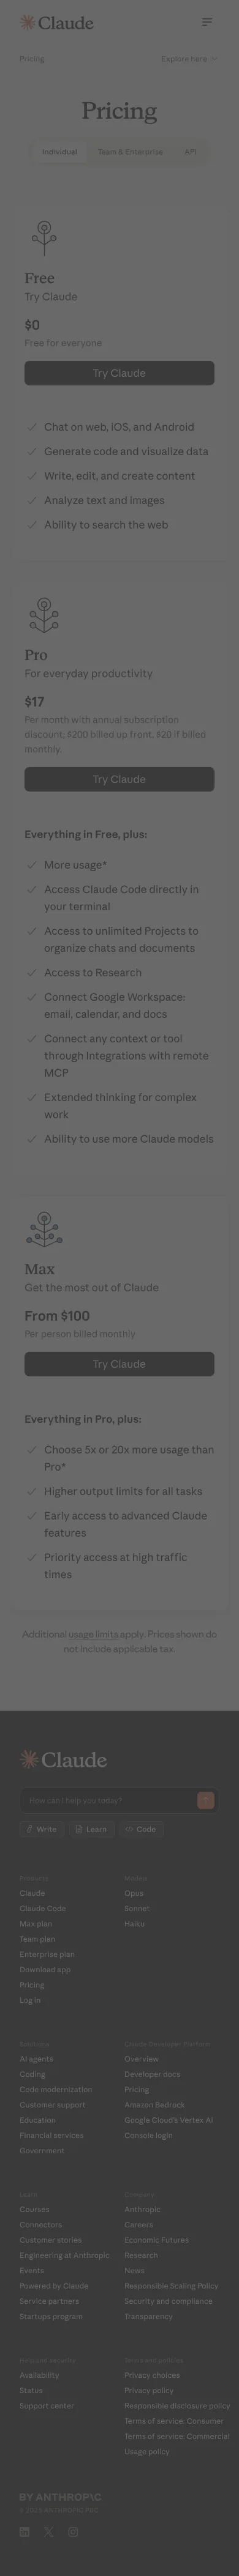 Claude
Pricing
Explore here
Pricing
Individual
Team & Enterprise
API
Free
Try Claude
$0
Free for everyone
Try Claude
Chat on web, iOS, and Android
Generate code and visualize data
Write, edit, and create content
Analyze text and images
Ability to search the web
Pro
For everyday productivity
$17
Per month with annual subscription
discount; $200 billed up front. $20 if billed
monthly.
Try Claude
Everything in Free, plus:
More usage*
Access Claude Code directly in
your terminal
Access to unlimited Projects to
organize chats and documents
Access to Research
Connect Google Workspace:
email, calendar, and docs
Connect any context or tool
through Integrations with remote
MCP
Extended thinking for complex
work
Ability to use more Claude models
Max
Get the most out of Claude
From $100
Per person billed monthly
Try Claude
Everything in Pro, plus:
Choose 5x or 20x more usage than
Pro*
Higher output limits for all tasks
Early access to advanced Claude
features
Priority access at high traffic
times
Additional usage limits apply. Prices shown do
not include applicable tax.
Claude
How can I help you today?
Write
Learn
Code
Products
Claude
Claude Code
Max plan
Team plan
Enterprise plan
Download app
Pricing
Log in
Models
Opus
Sonnet
Haiku
Solutions
AI agents
Coding
Code modernization
Customer support
Education
Financial services
Government
Claude Developer Platform
Overview
Developer docs
Pricing
Amazon Bedrock
Google Cloud's Vertex AI
Console login
Learn
Courses
Connectors
Customer stories
Engineering at Anthropic
Events
Powered by Claude
Service partners
Startups program
Company
Anthropic
Careers
Economic Futures
Research
News
Responsible Scaling Policy
Security and compliance
Transparency
Help and security
Availability
Status
Support center
Terms and policies
Privacy choices
Privacy policy
Responsible disclosure policy
Terms of service: Consumer
Terms of service: Commercial
Usage policy
BY ANTHROPIC